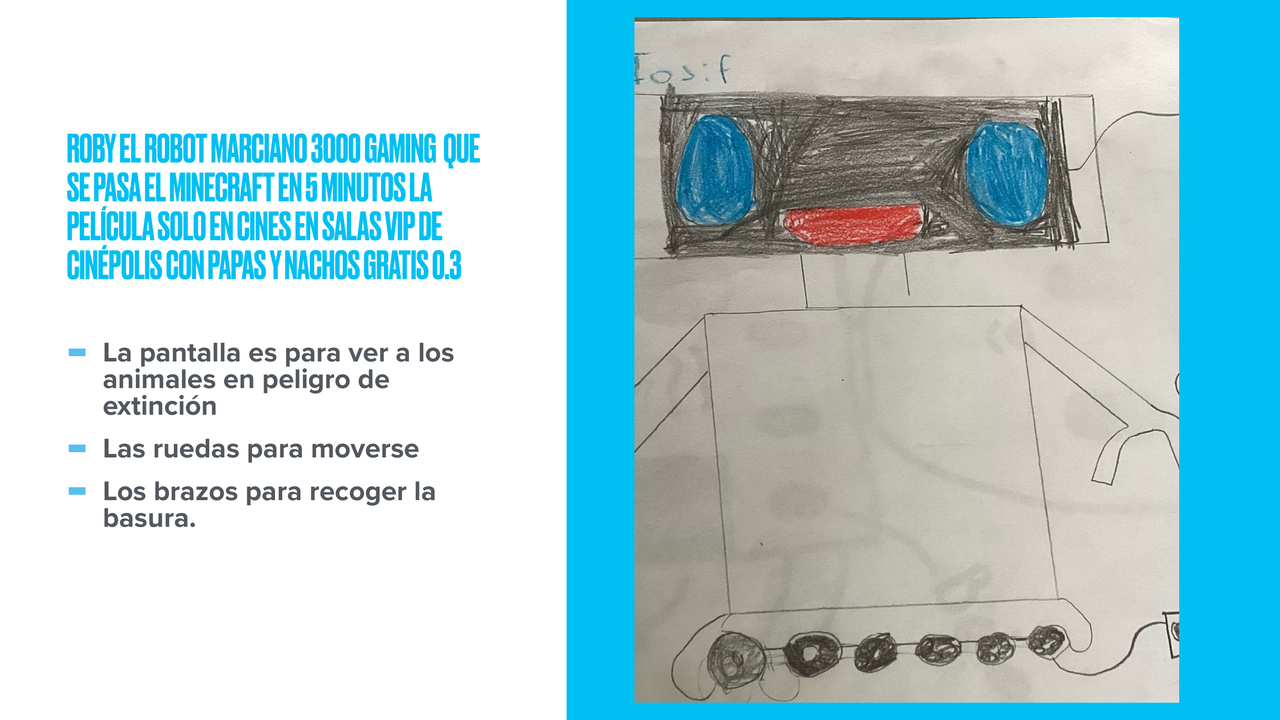 ROBY EL ROBOT MARCIANO 3000 GAMING QUE
SE PASA EL MINECRAFT EN 5 MINUTOS LA
PELÍCULA SOLO EN CINES EN SALAS VIP DE
CINÉPOLIS CON PAPAS Y NACHOS GRATIS 0.3
La pantalla es para ver a los
animales en peligro de
extinción
Las ruedas para moverse
Los brazos para recoger la
basura.
Iosif